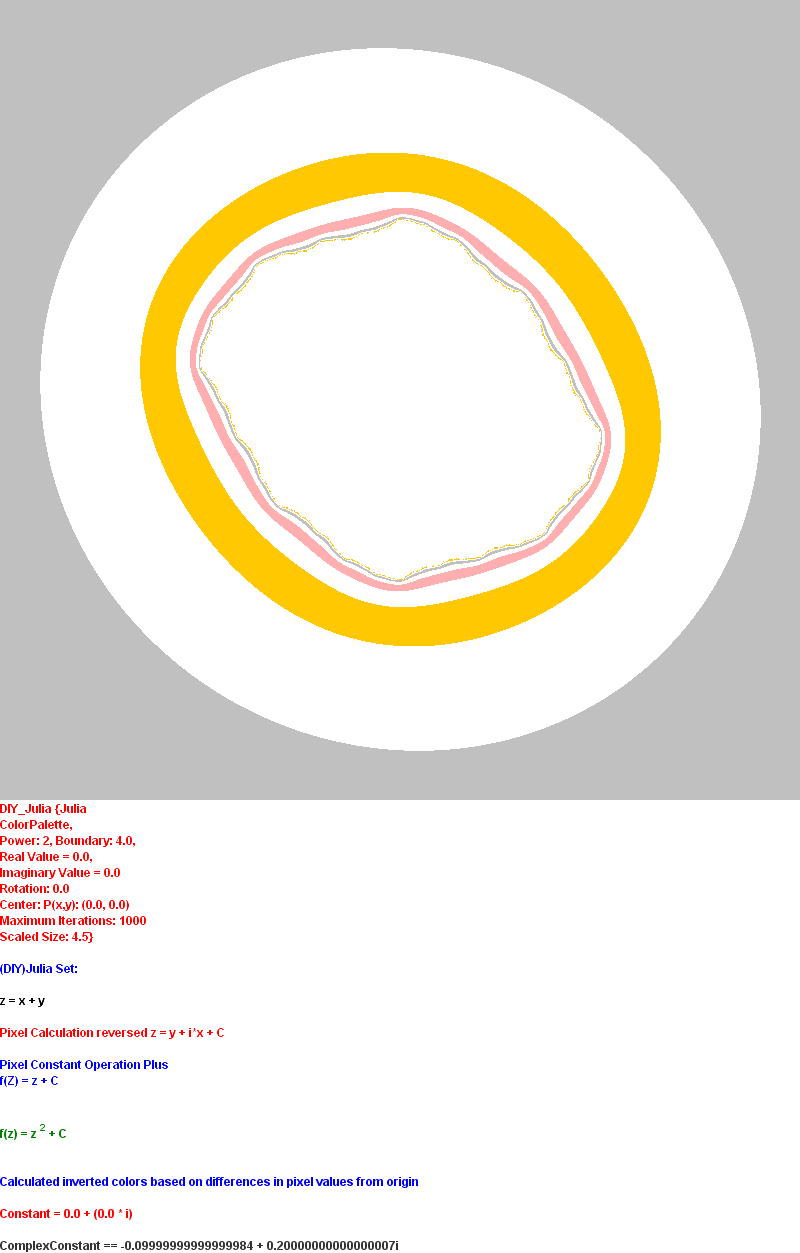 DIY_Julia {Julia
ColorPalette,
Power: 2, Boundary: 4.0,
Real Value = 0.0,
Imaginary Value = 0.0
Rotation: 0.0
Center: P(x,y): (0.0, 0.0)
Maximum Iterations: 1000
Scaled Size: 4.5}
(DIY)Julia Set:
z = x + y
Pixel Calculation reversed z = y + i*x + C
Pixel Constant Operation Plus
f(Z) = z + C
f(z) = z 2 + C
Calculated inverted colors based on differences in pixel values from origin
Constant = 0.0 + (0.0 * i)
ComplexConstant == -0.09999999999999984 + 0.20000000000000007i